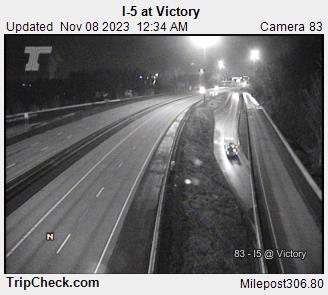 I-5 at Victory
Updated Nov 08 2023 12:34 AM Camera 83
T
N
83 - I5 @ Victory
TripCheck.com Milepost306.80